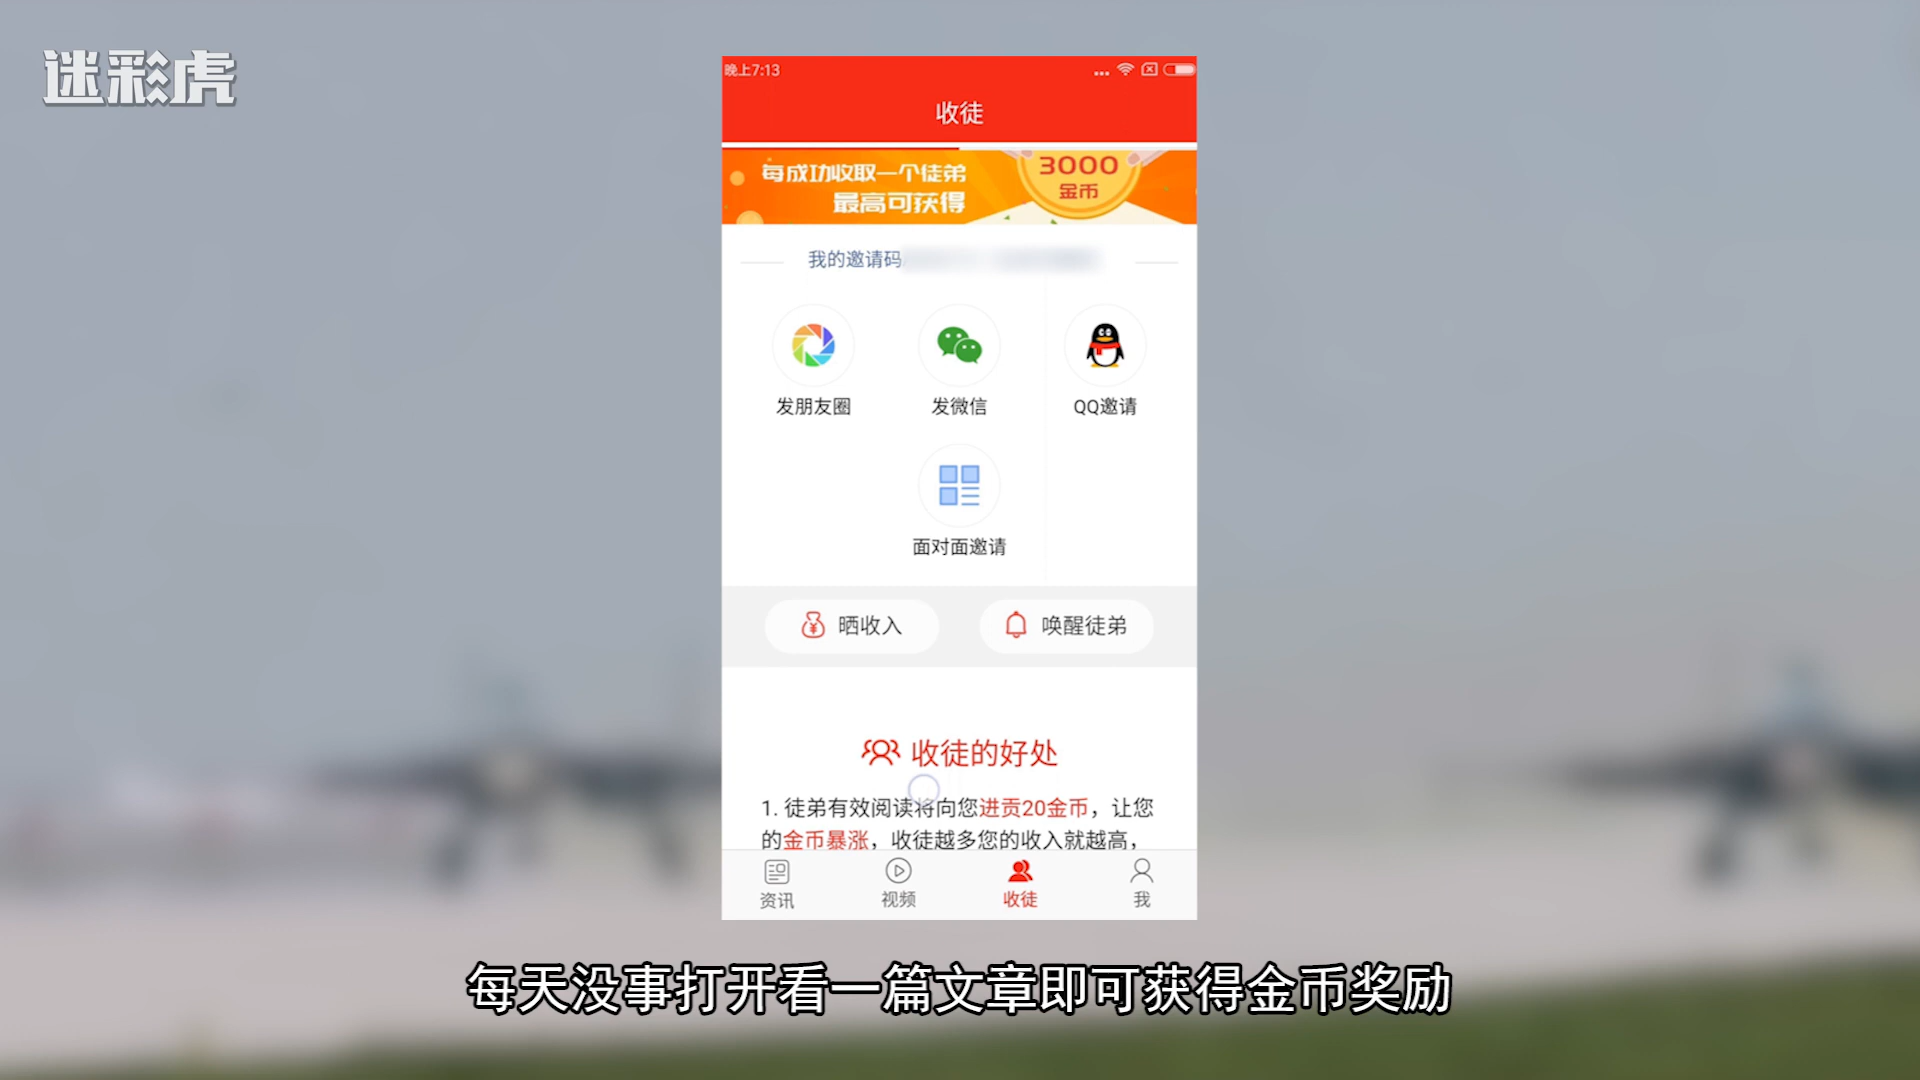 迷彩虎
晚上7:13
收徒
每成功收取一个徒弟
最高可获得
3000
金币
我的邀请码
发朋友圈
发微信
QQ邀请
面对面邀请
晒收入
唤醒徒弟
收徒的好处
1. 徒弟有效阅读将向您进贡20金币，让您
的金币暴涨，收徒越多您的收入就越高，
资讯
视频
收徒
我
每天没事打开看一篇文章即可获得金币奖励